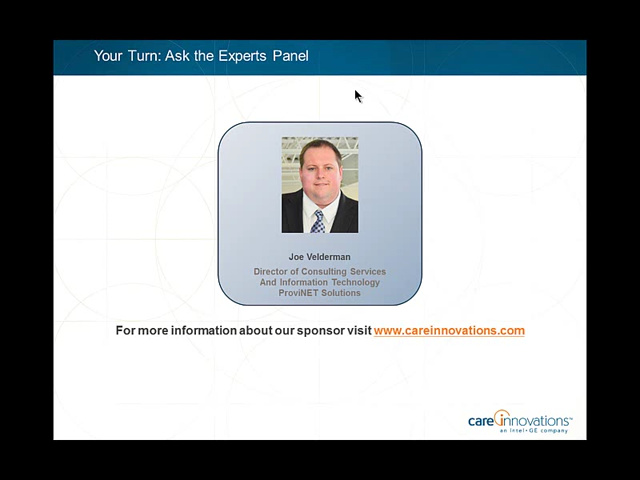 Your Turn: Ask the Experts Panel
Joe Velderman
Director of Consulting Services
And Information Technology
ProviNET Solutions
For more information about our sponsor visit www.careinnovations.com
care innovations™
an Intel • GE company